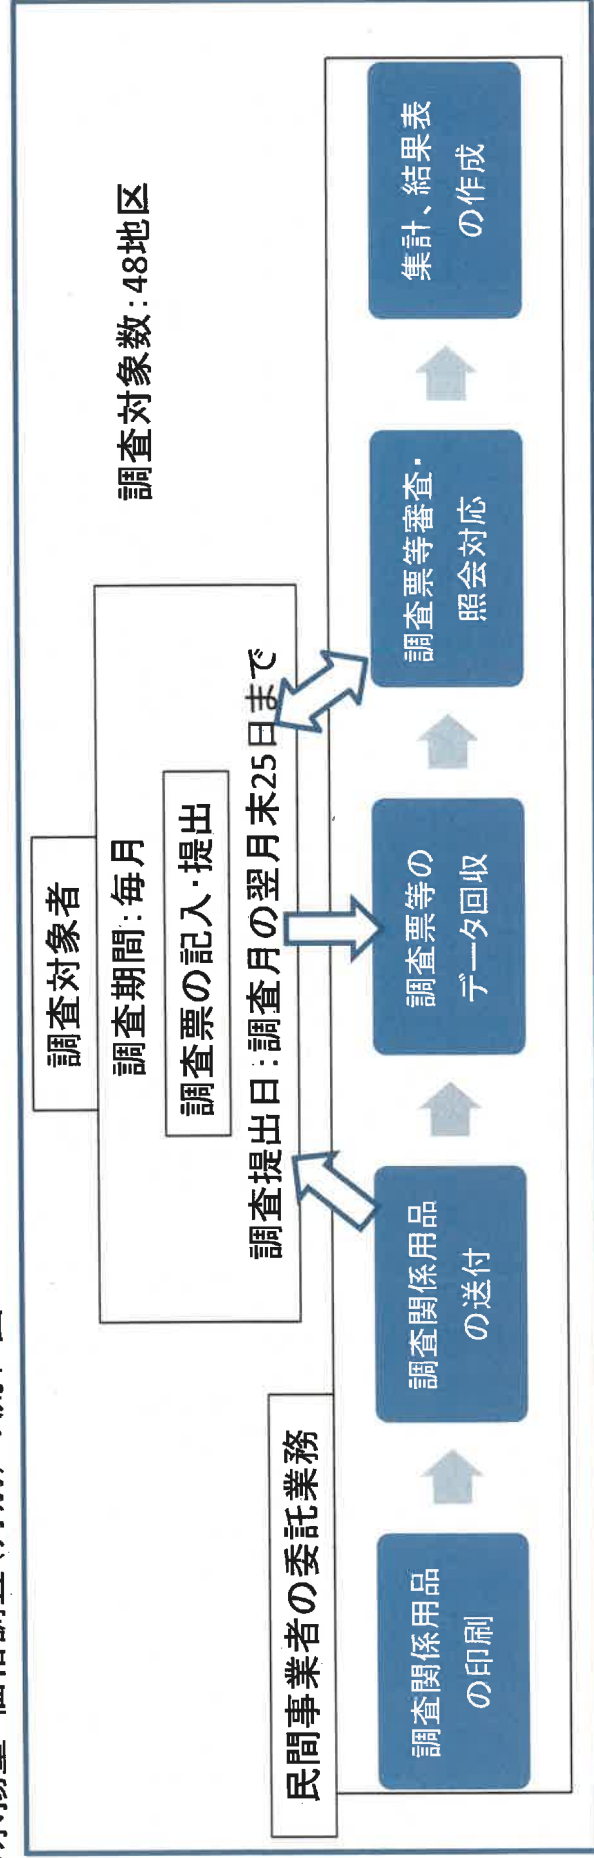 調査対象者
調査対象数:48地区
調査期間:毎月
調査票の記入・提出
調査提出日:調査月の翌月末25日まで
民間事業者の委託業務
調査関係用品
の印刷
調査関係用品
の送付
調査票等の
データ回収
調査票等審査・
照会対応
集計、結果表
の作成